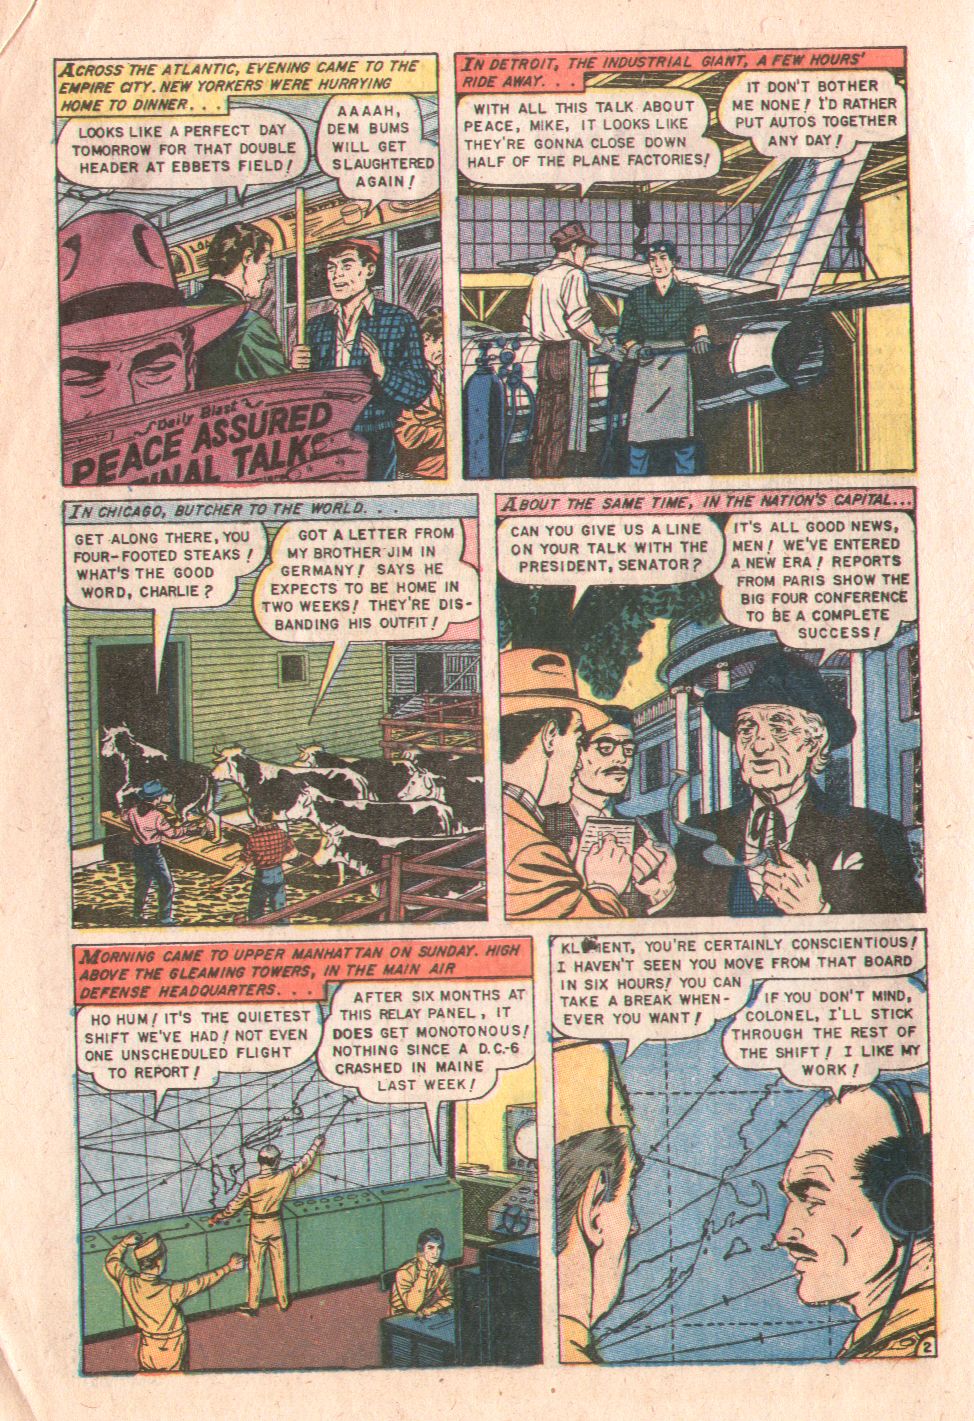 ACROSS THE ATLANTIC, EVENING CAME TO THE
EMPIRE CITY. NEW YORKERS WERE HURRYING
HOME TO DINNER. . .
LOOKS LIKE A PERFECT DAY
TOMORROW FOR THAT DOUBLE
HEADER AT EBBETS FIELD!
AAAAH,
DEM BUMS
WILL GET
SLAUGHTERED
AGAIN!
Daily Blast
PEACE ASSURED
TALKS
IN DETROIT, THE INDUSTRIAL GIANT, A FEW HOURS'
RIDE AWAY. . .
WITH ALL THIS TALK ABOUT
PEACE, MIKE, IT LOOKS LIKE
THEY'RE GONNA CLOSE DOWN
HALF OF THE PLANE FACTORIES!
IT DON'T BOTHER
ME NONE! I'D RATHER
PUT AUTOS TOGETHER
ANY DAY!
IN CHICAGO, BUTCHER TO THE WORLD. . .
GET ALONG THERE, YOU
FOUR-FOOTED STEAKS!
WHAT'S THE GOOD
WORD, CHARLIE?
GOT A LETTER FROM
MY BROTHER JIM IN
GERMANY! SAYS HE
EXPECTS TO BE HOME IN
TWO WEEKS! THEY'RE DIS-
BANDING HIS OUTFIT!
ABOUT THE SAME TIME, IN THE NATION'S CAPITAL...
CAN YOU GIVE US A LINE
ON YOUR TALK WITH THE
PRESIDENT, SENATOR?
IT'S ALL GOOD NEWS,
MEN! WE'VE ENTERED
A NEW ERA! REPORTS
FROM PARIS SHOW THE
BIG FOUR CONFERENCE
TO BE A COMPLETE
SUCCESS!
MORNING CAME TO UPPER MANHATTAN ON SUNDAY. HIGH
ABOVE THE GLEAMING TOWERS, IN THE MAIN AIR
DEFENSE HEADQUARTERS. . .
HO HUM! IT'S THE QUIETEST
SHIFT WE'VE HAD! NOT EVEN
ONE UNSCHEDULED FLIGHT
TO REPORT!
AFTER SIX MONTHS AT
THIS RELAY PANEL, IT
DOES GET MONOTONOUS!
NOTHING SINCE A D.C.-6
CRASHED IN MAINE
LAST WEEK!
YOU'RE CERTAINLY CONSCIENTIOUS!
I HAVEN'T SEEN YOU MOVE FROM THAT BOARD
IN SIX HOURS! YOU CAN
TAKE A BREAK WHEN-
EVER YOU WANT!
IF YOU DON'T MIND,
COLONEL, I'LL STICK
THROUGH THE REST OF
THE SHIFT! I LIKE MY
WORK!
2